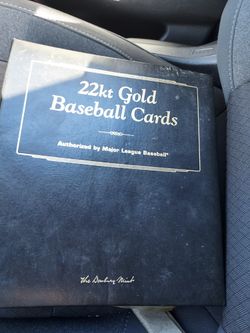 22kt Gold
Baseball Cards
Authorized by Major League Baseball®
The Danbury Mint